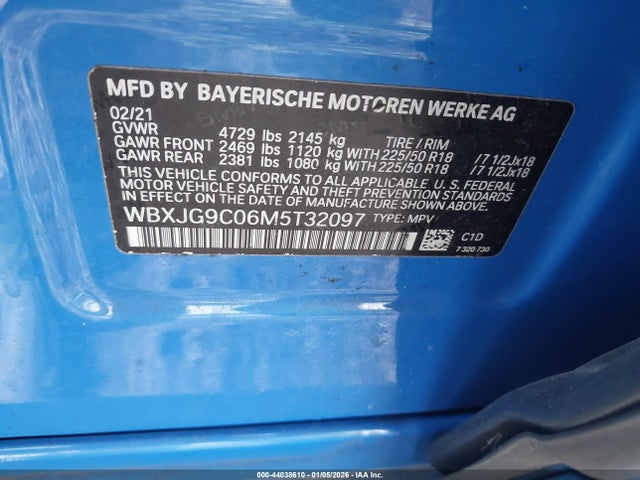 MFD BY BAYERISCHE MOTOREN WERKE AG
02/21
GVWR 4729 lbs 2145 kg TIRE / RIM
GAWR FRONT 2469 lbs 1120 kg WITH 225/50 R18 / 7 1/2Jx18
GAWR REAR 2381 lbs 1080 kg WITH 225/50 R18 / 7 1/2Jx18
THIS VEHICLE CONFORMS TO ALL APPLICABLE U.S. FEDERAL
MOTOR VEHICLE SAFETY, BUMPER, AND THEFT PREVENTION STANDARDS
IN EFFECT ON THE DATE OF MANUFACTURE SHOWN ABOVE.
WBXJG9C06M5T32097 TYPE: MPV
C1D
7 320 730
000-44038610 - 01/05/2026 - IAA Inc.